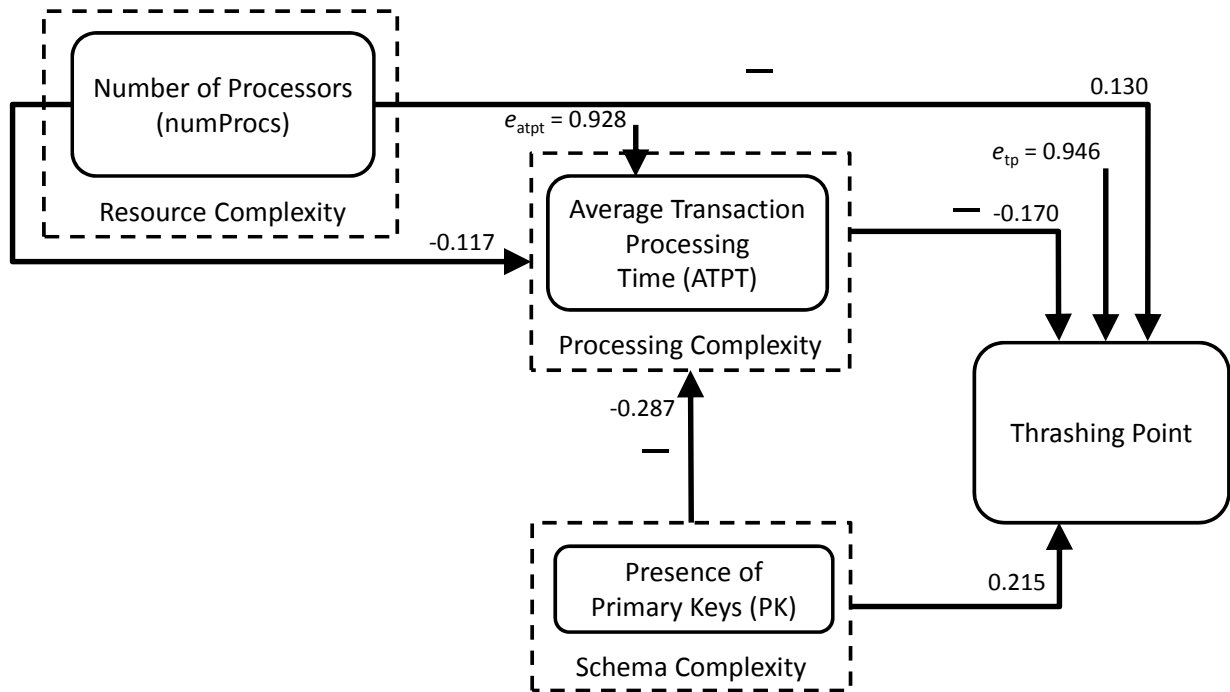 Number of Processors
(numProcs)
Resource Complexity
—
0.130
e_atpt = 0.928
e_tp = 0.946
Average Transaction
Processing
Time (ATPT)
Processing Complexity
-0.117
— -0.170
-0.287
—
Thrashing Point
Presence of
Primary Keys (PK)
Schema Complexity
0.215